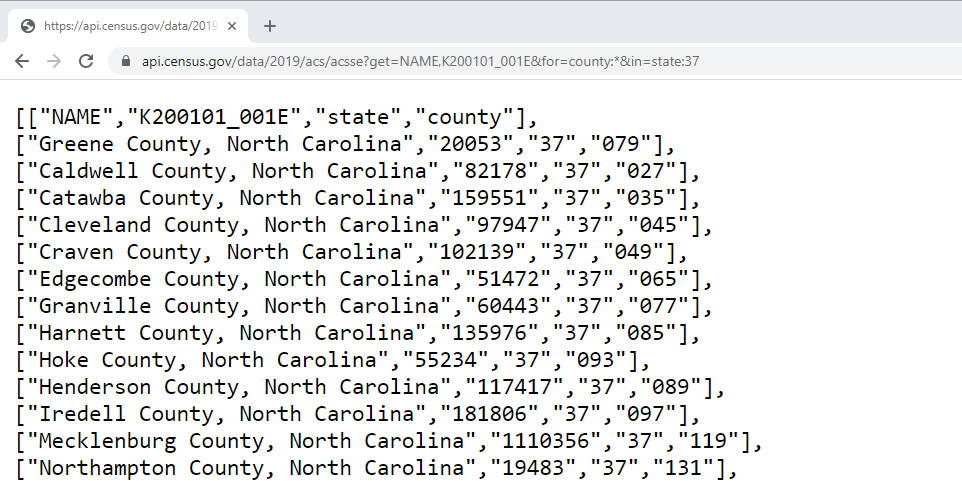 https://api.census.gov/data/2019
api.census.gov/data/2019/acs/acsse?get=NAME,K200101_001E&for=county:*&in=state:37
[["NAME","K200101_001E","state","county"],
["Greene County, North Carolina","20053","37","079"],
["Caldwell County, North Carolina","82178","37","027"],
["Catawba County, North Carolina","159551","37","035"],
["Cleveland County, North Carolina","97947","37","045"],
["Craven County, North Carolina","102139","37","049"],
["Edgecombe County, North Carolina","51472","37","065"],
["Granville County, North Carolina","60443","37","077"],
["Harnett County, North Carolina","135976","37","085"],
["Hoke County, North Carolina","55234","37","093"],
["Henderson County, North Carolina","117417","37","089"],
["Iredell County, North Carolina","181806","37","097"],
["Mecklenburg County, North Carolina","1110356","37","119"],
["Northampton County, North Carolina","19483","37","131"],